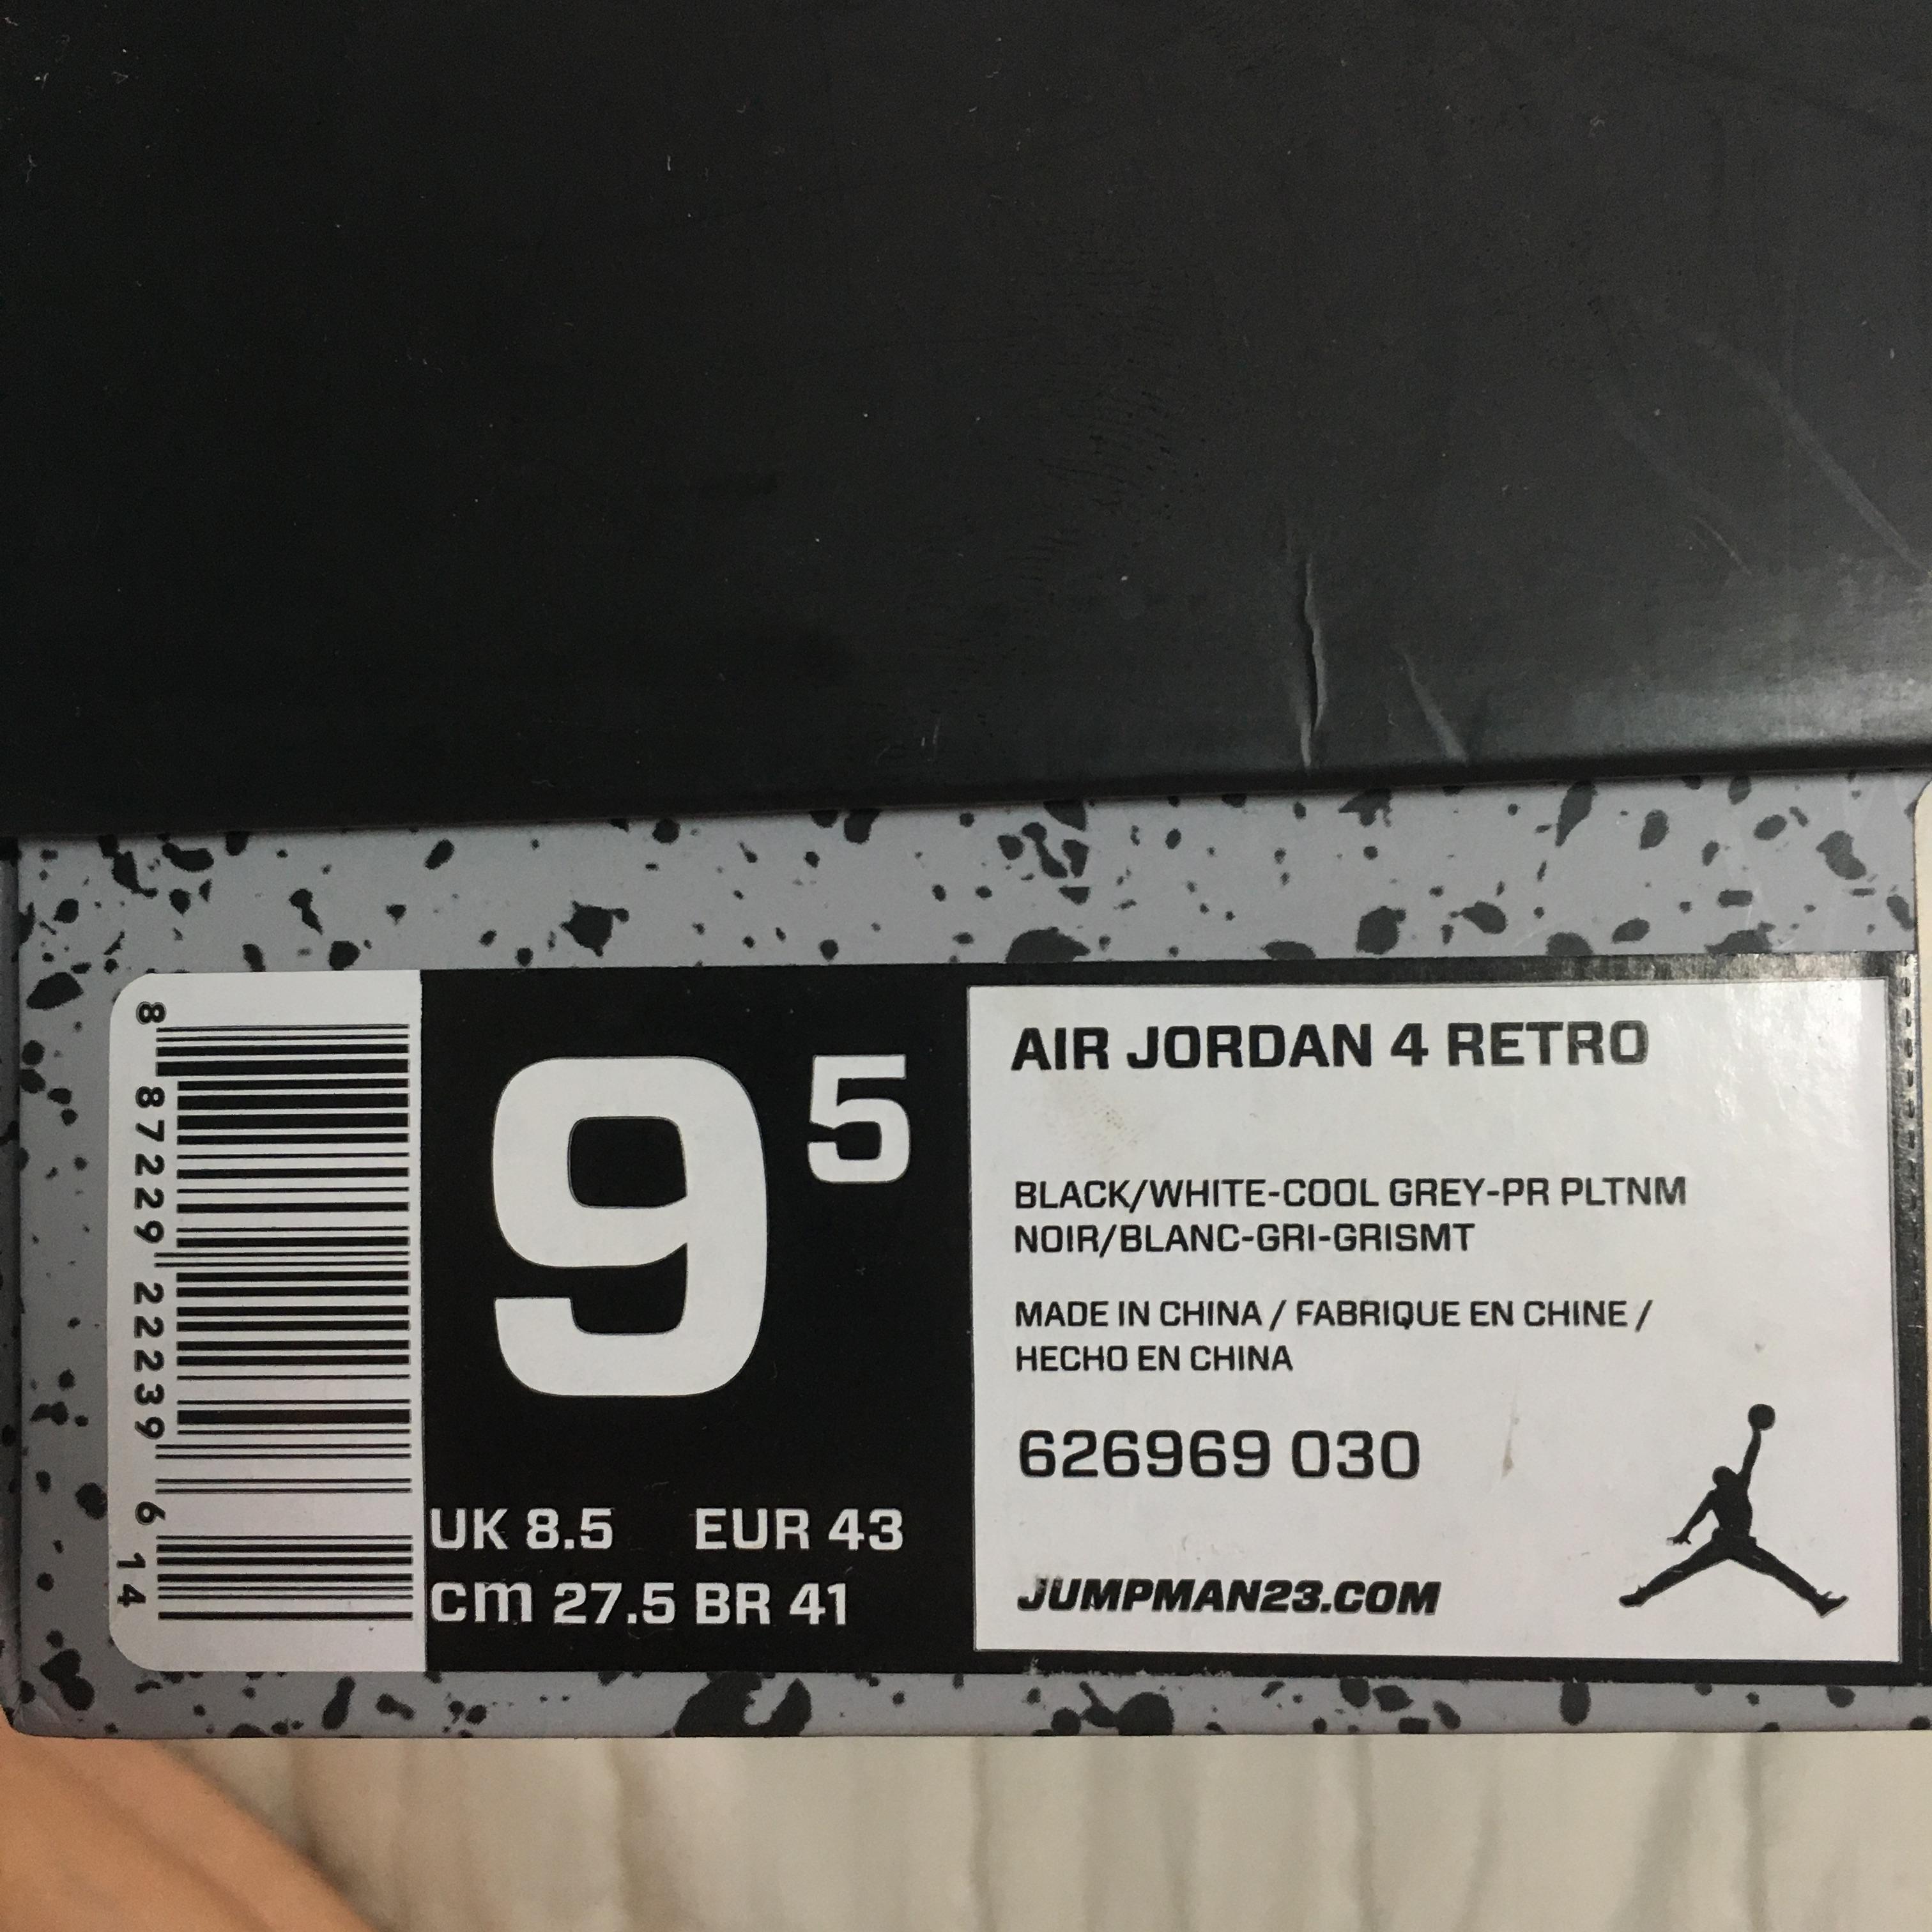 8 87229 22239 6 14
9 5
UK 8.5 EUR 43
cm 27.5 BR 41
AIR JORDAN 4 RETRO
BLACK/WHITE-COOL GREY-PR PLTNM
NOIR/BLANC-GRI-GRISMT
MADE IN CHINA / FABRIQUE EN CHINE /
HECHO EN CHINA
626969 030
JUMPMAN23.COM